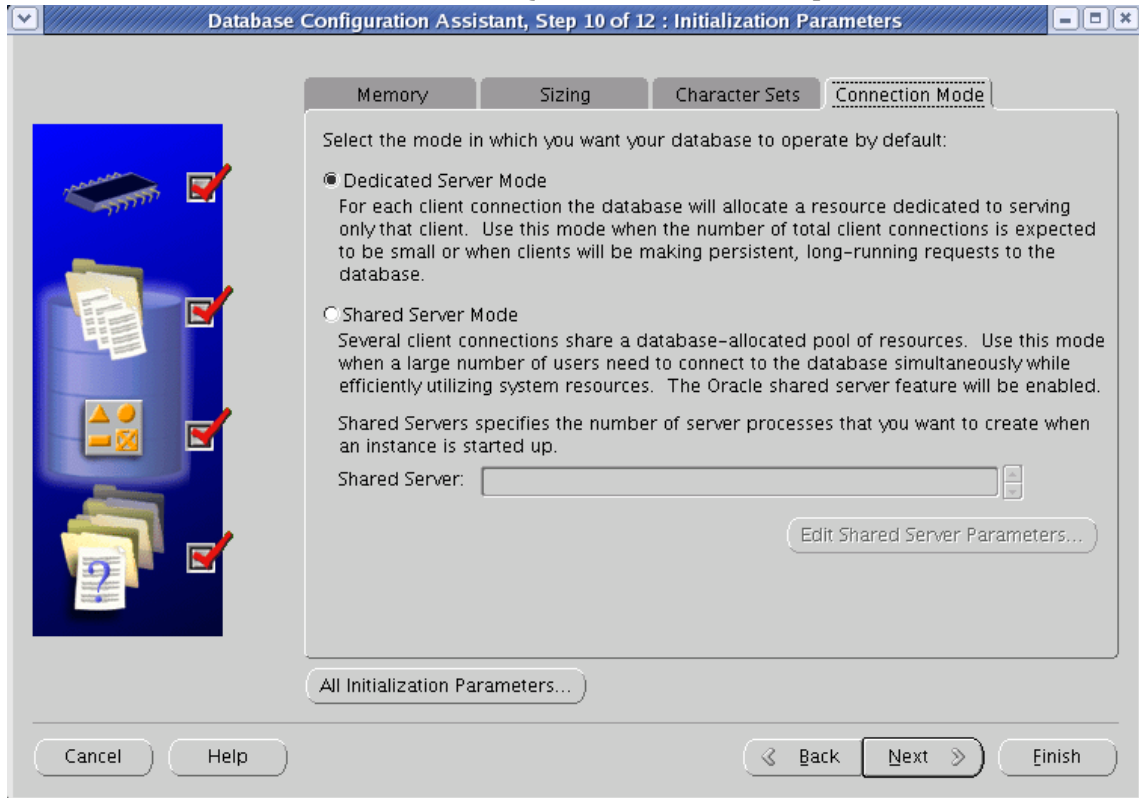 Database Configuration Assistant, Step 10 of 12 : Initialization Parameters
Memory Sizing Character Sets Connection Mode
Select the mode in which you want your database to operate by default:
Dedicated Server Mode
For each client connection the database will allocate a resource dedicated to serving
only that client. Use this mode when the number of total client connections is expected
to be small or when clients will be making persistent, long-running requests to the
database.
Shared Server Mode
Several client connections share a database-allocated pool of resources. Use this mode
when a large number of users need to connect to the database simultaneously while
efficiently utilizing system resources. The Oracle shared server feature will be enabled.
Shared Servers specifies the number of server processes that you want to create when
an instance is started up.
Shared Server:
Edit Shared Server Parameters...
?
All Initialization Parameters...
Cancel Help Back Next Finish